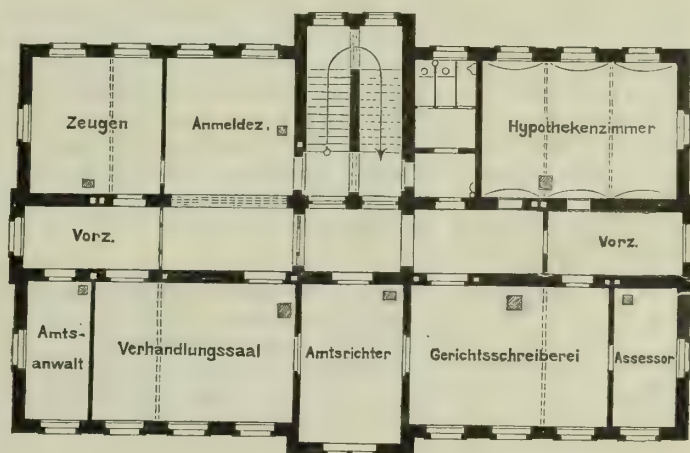 Zeugen
Anmeldez.
Hypothekenzimmer
Vorz.
Vorz.
Amts-
anwalt
Verhandlungssaal
Amtsrichter
Gerichtsschreiberei
Assessor